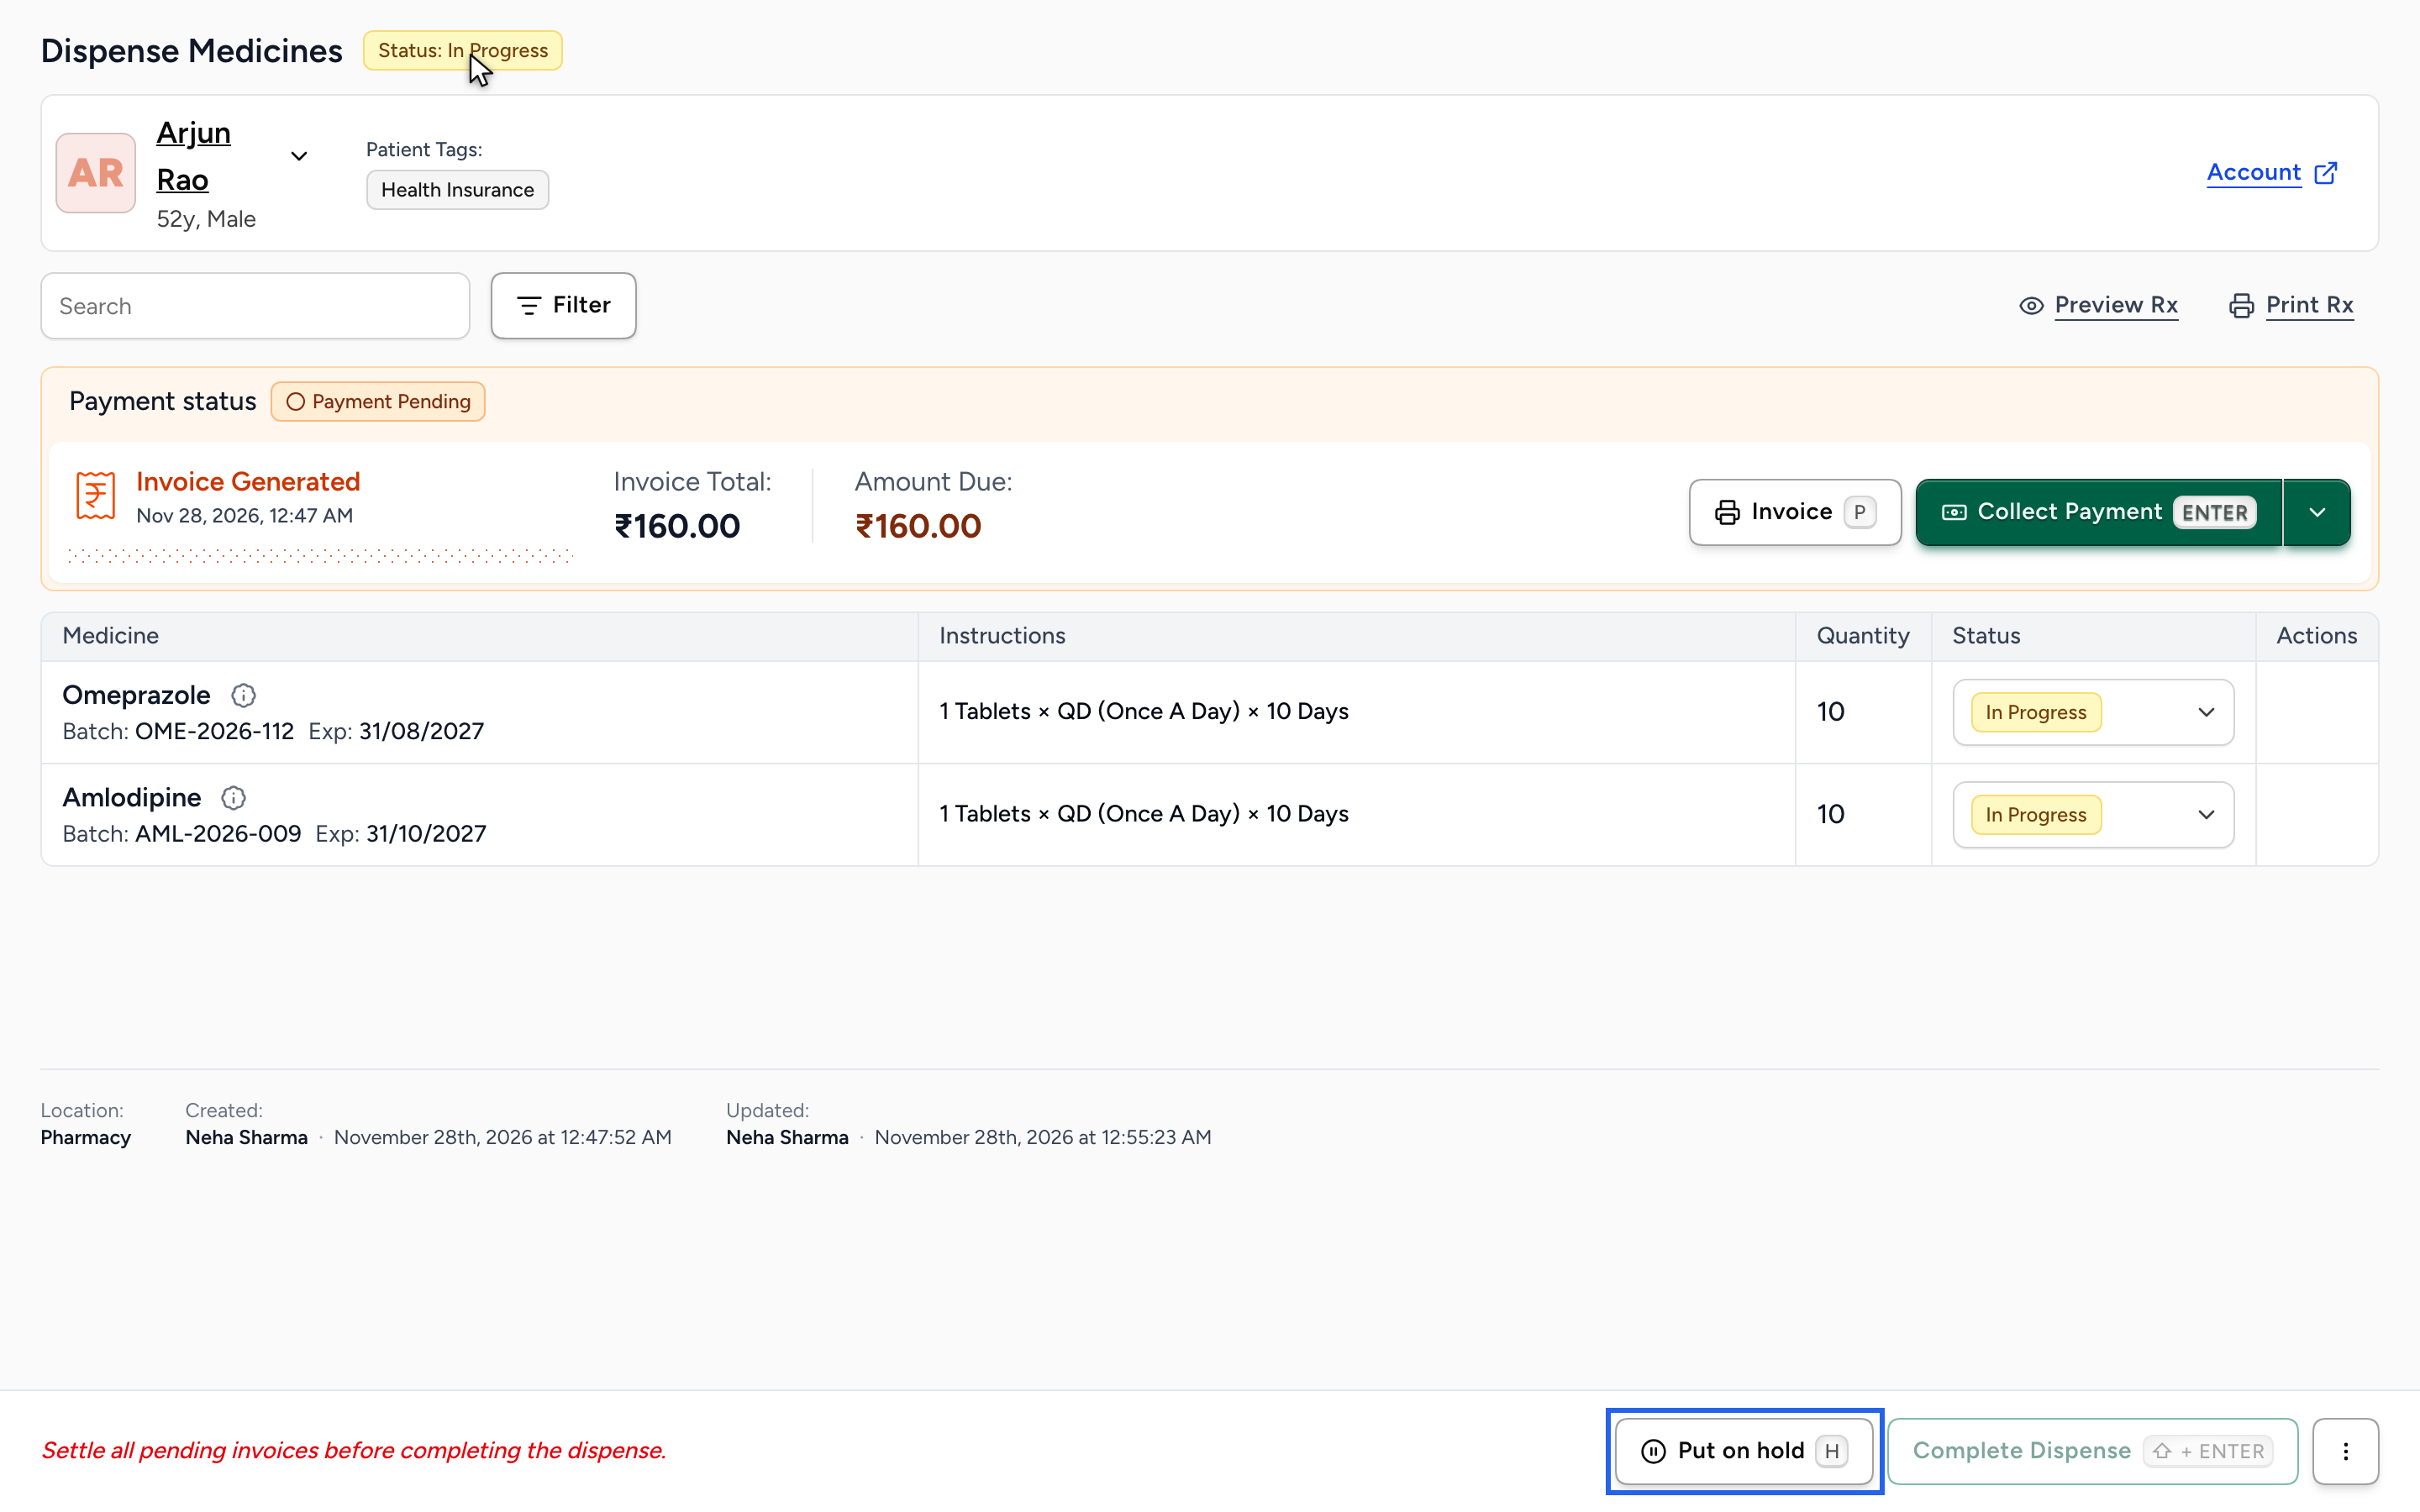 Dispense Medicines Status: In Progress
AR
Arjun
Rao
52y, Male
Patient Tags:
Health Insurance
Account
Search
Filter
Preview Rx
Print Rx
Payment status Payment Pending
Invoice Generated
Nov 28, 2026, 12:47 AM
Invoice Total:
₹160.00
Amount Due:
₹160.00
Invoice P
Collect Payment ENTER
Medicine Instructions Quantity Status Actions
Omeprazole
Batch: OME-2026-112 Exp: 31/08/2027
1 Tablets × QD (Once A Day) × 10 Days
10
In Progress
Amlodipine
Batch: AML-2026-009 Exp: 31/10/2027
1 Tablets × QD (Once A Day) × 10 Days
10
In Progress
Location:
Pharmacy
Created:
Neha Sharma · November 28th, 2026 at 12:47:52 AM
Updated:
Neha Sharma · November 28th, 2026 at 12:55:23 AM
Settle all pending invoices before completing the dispense.
Put on hold H
Complete Dispense ⇧ + ENTER